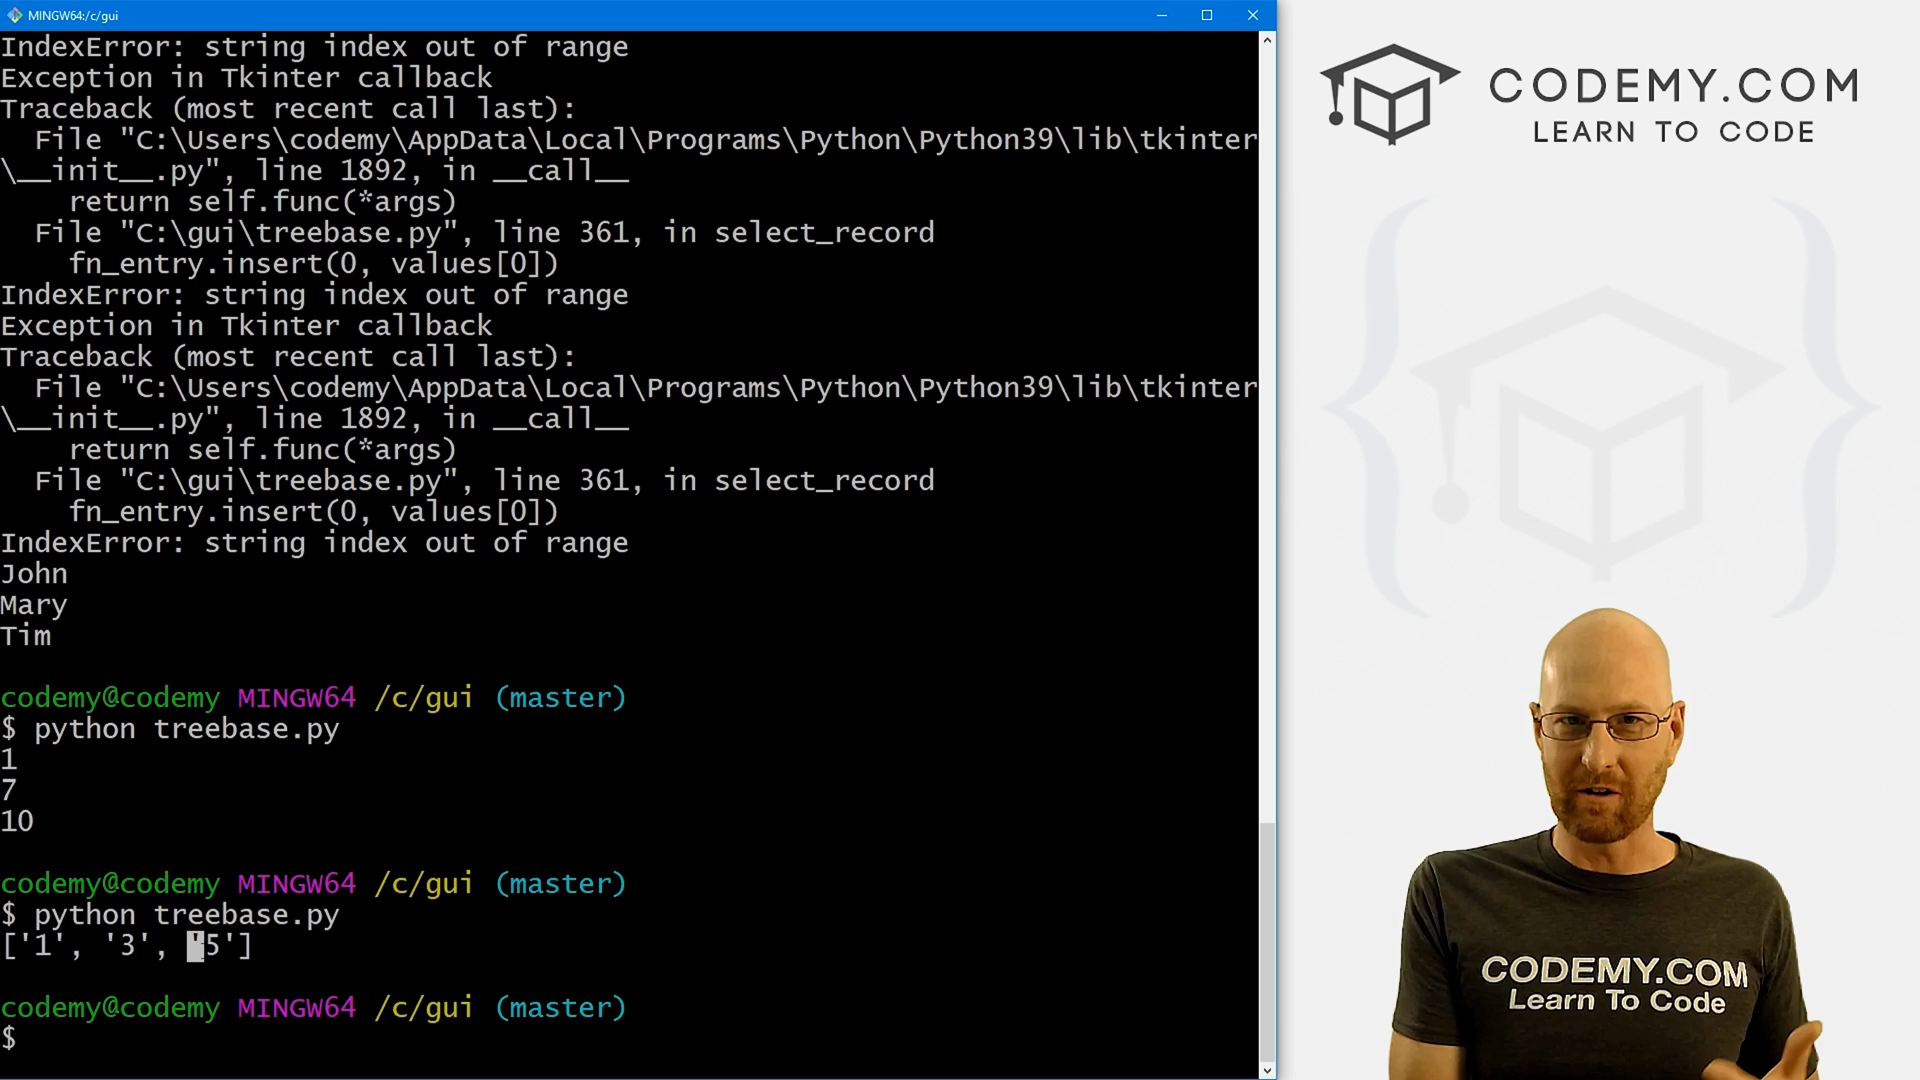 MINGW64:/c/gui
IndexError: string index out of range
Exception in Tkinter callback
Traceback (most recent call last):
  File "C:\Users\codemy\AppData\Local\Programs\Python\Python39\lib\tkinter
\__init__.py", line 1892, in __call__
    return self.func(*args)
  File "C:\gui\treebase.py", line 361, in select_record
    fn_entry.insert(0, values[0])
IndexError: string index out of range
Exception in Tkinter callback
Traceback (most recent call last):
  File "C:\Users\codemy\AppData\Local\Programs\Python\Python39\lib\tkinter
\__init__.py", line 1892, in __call__
    return self.func(*args)
  File "C:\gui\treebase.py", line 361, in select_record
    fn_entry.insert(0, values[0])
IndexError: string index out of range
John
Mary
Tim
codemy@codemy MINGW64 /c/gui (master)
$ python treebase.py
1
7
10
codemy@codemy MINGW64 /c/gui (master)
$ python treebase.py
['1', '3', '5']
codemy@codemy MINGW64 /c/gui (master)
$
CODEMY.COM
LEARN TO CODE
CODEMY.COM
Learn To Code